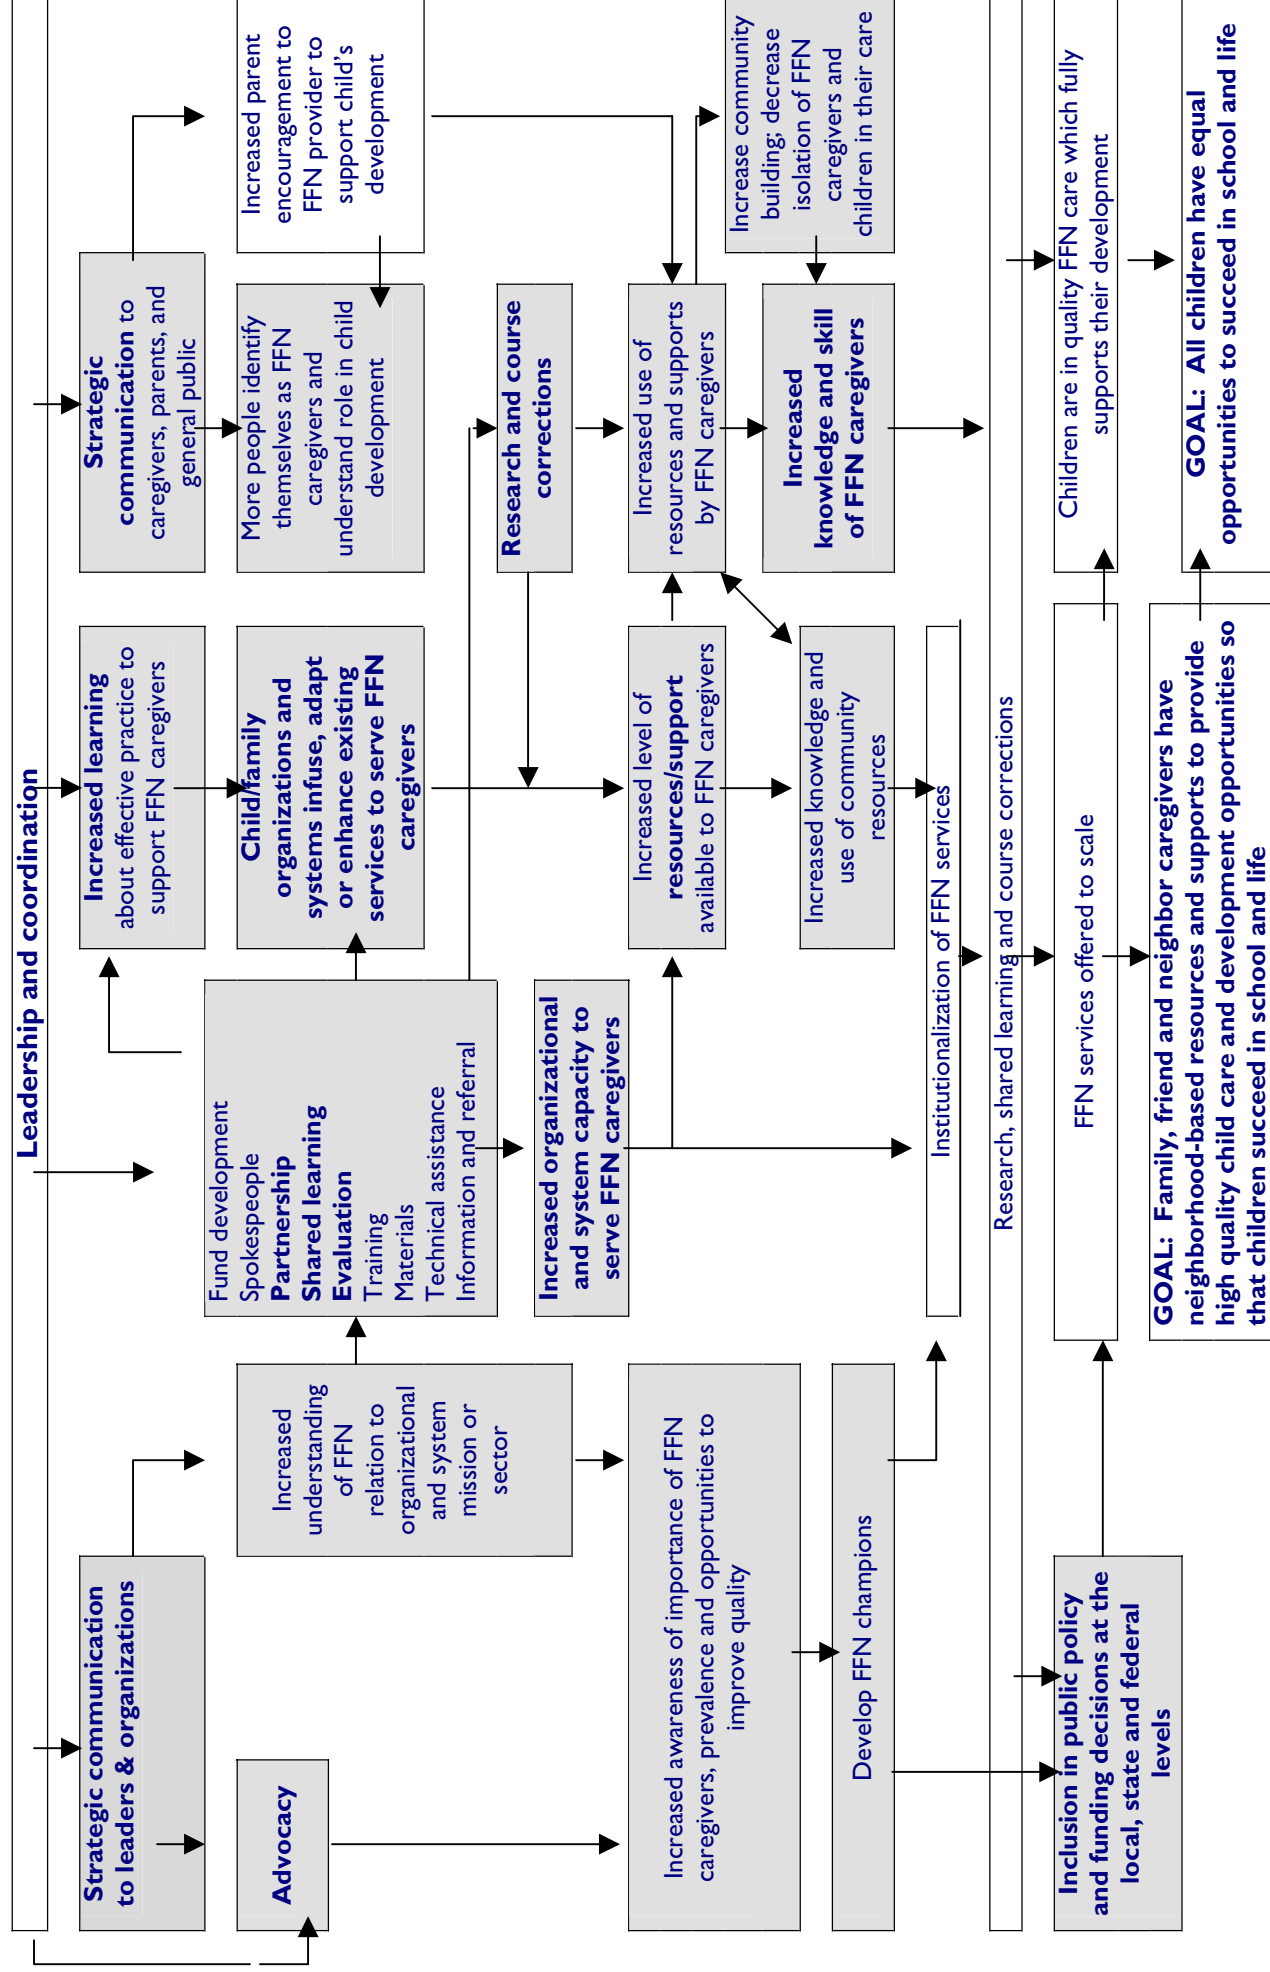 Leadership and coordination
Strategic communication
to leaders & organizations
Increased learning
about effective practice to
support FFN caregivers
Strategic
communication to
caregivers, parents, and
general public
Advocacy
Increased
understanding
of FFN
relation to
organizational
and system
mission or
sector
Fund development
Spokespeople
Partnership
Shared learning
Evaluation
Training
Materials
Technical assistance
Information and referral
Child/family
organizations and
systems infuse, adapt
or enhance existing
services to serve FFN
caregivers
More people identify
themselves as FFN
caregivers and
understand role in child
development
Increased parent
encouragement to
FFN provider to
support child's
development
Research and course
corrections
Increased organizational
and system capacity to
serve FFN caregivers
Increased awareness of importance of FFN
caregivers, prevalence and opportunities to
improve quality
Increased level of
resources/support
available to FFN caregivers
Increased use of
resources and supports
by FFN caregivers
Increase community
building; decrease
isolation of FFN
caregivers and
children in their care
Increased
knowledge and skill
of FFN caregivers
Increased knowledge and
use of community
resources
Develop FFN champions
Institutionalization of FFN services
Research, shared learning and course corrections
Inclusion in public policy
and funding decisions at the
local, state and federal
levels
FFN services offered to scale
Children are in quality FFN care which fully
supports their development
GOAL: Family, friend and neighbor caregivers have
neighborhood-based resources and supports to provide
high quality child care and development opportunities so
that children succeed in school and life
GOAL: All children have equal
opportunities to succeed in school and life